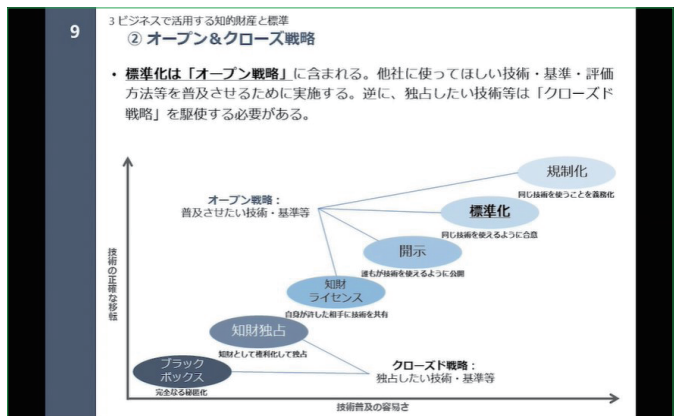 9
3 ビジネスで活用する知的財産と標準
② オープン＆クローズ戦略
• 標準化は「オープン戦略」に含まれる。他社に使ってほしい技術・基準・評価
方法等を普及させるために実施する。逆に、独占したい技術等は「クローズド
戦略」を駆使する必要がある。
規制化
同じ技術を使うことを義務化
オープン戦略：
普及させたい技術・基準等
標準化
同じ技術を使えるように合意
開示
誰もが技術を使えるように公開
知財
ライセンス
自身が許した相手に技術を共有
技術の正確な移転
知財独占
知財として権利化して独占
ブラック
ボックス
完全なる秘匿化
クローズド戦略：
独占したい技術・基準等
技術普及の容易さ